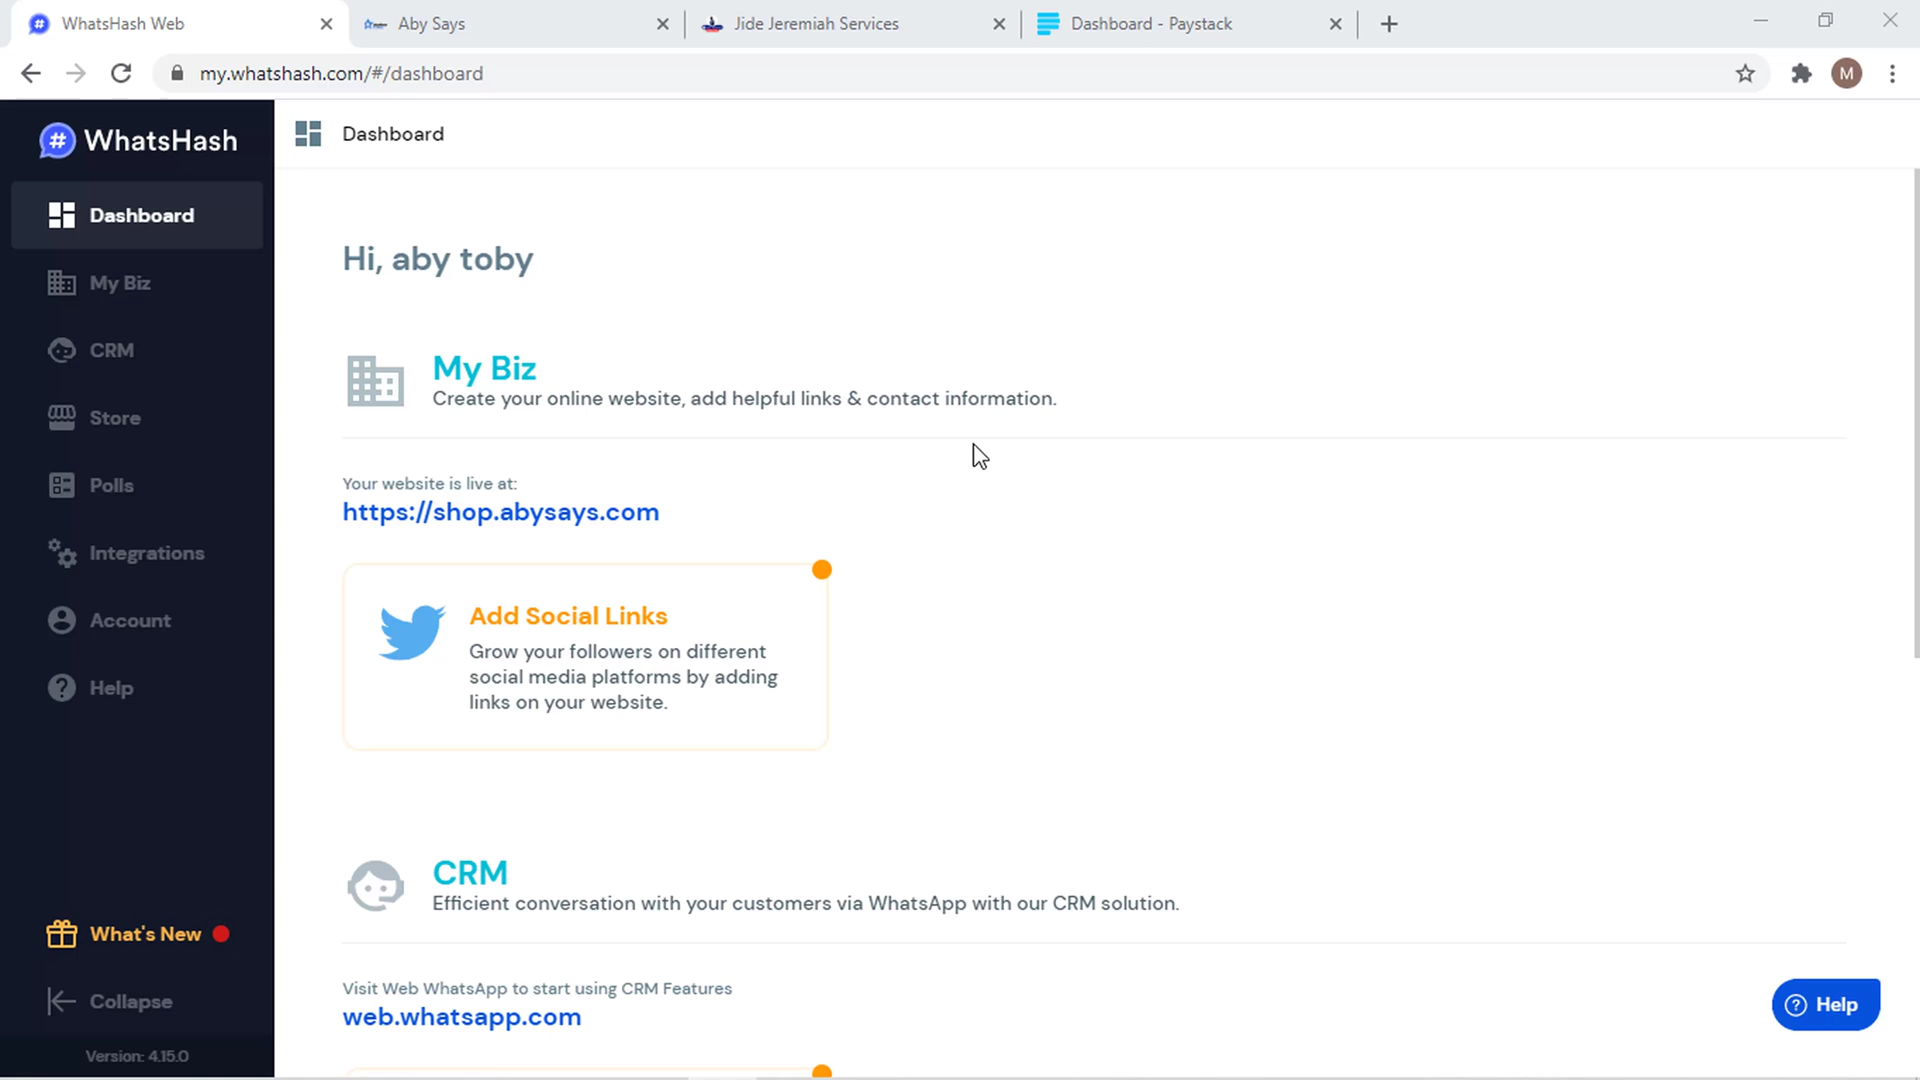 WhatsHash Web
Aby Says
Jide Jeremiah Services
Dashboard - Paystack
my.whatshash.com/#/dashboard
M
# WhatsHash
Dashboard
Dashboard
My Biz
CRM
Store
Polls
Integrations
Account
Help
What's New
Collapse
Version: 4.15.0
Hi, aby toby
My Biz
Create your online website, add helpful links & contact information.
Your website is live at:
https://shop.abysays.com
Add Social Links
Grow your followers on different
social media platforms by adding
links on your website.
CRM
Efficient conversation with your customers via WhatsApp with our CRM solution.
Visit Web WhatsApp to start using CRM Features
web.whatsapp.com
Help